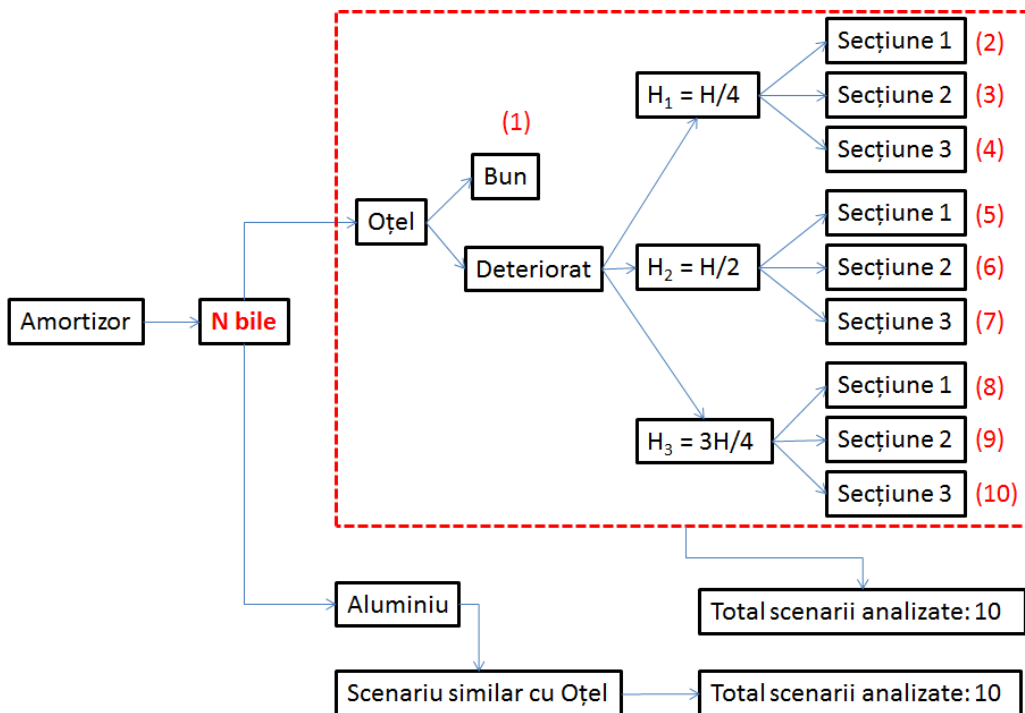 Secțiune 1 (2)
H₁ = H/4 Secțiune 2 (3)
(1)
Secțiune 3 (4)
Bun
Oțel
Secțiune 1 (5)
Deteriorat H₂ = H/2 Secțiune 2 (6)
Amortizor N bile Secțiune 3 (7)
Secțiune 1 (8)
H₃ = 3H/4 Secțiune 2 (9)
Secțiune 3 (10)
Aluminiu Total scenarii analizate: 10
Scenariu similar cu Oțel Total scenarii analizate: 10